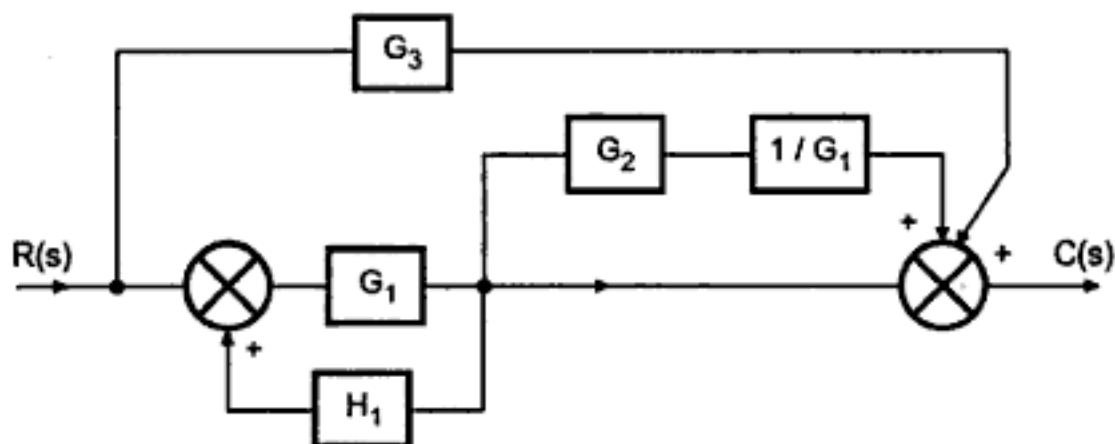 G₃
G₂
1 / G₁
R(s)
+
+
C(s)
G₁
+
H₁